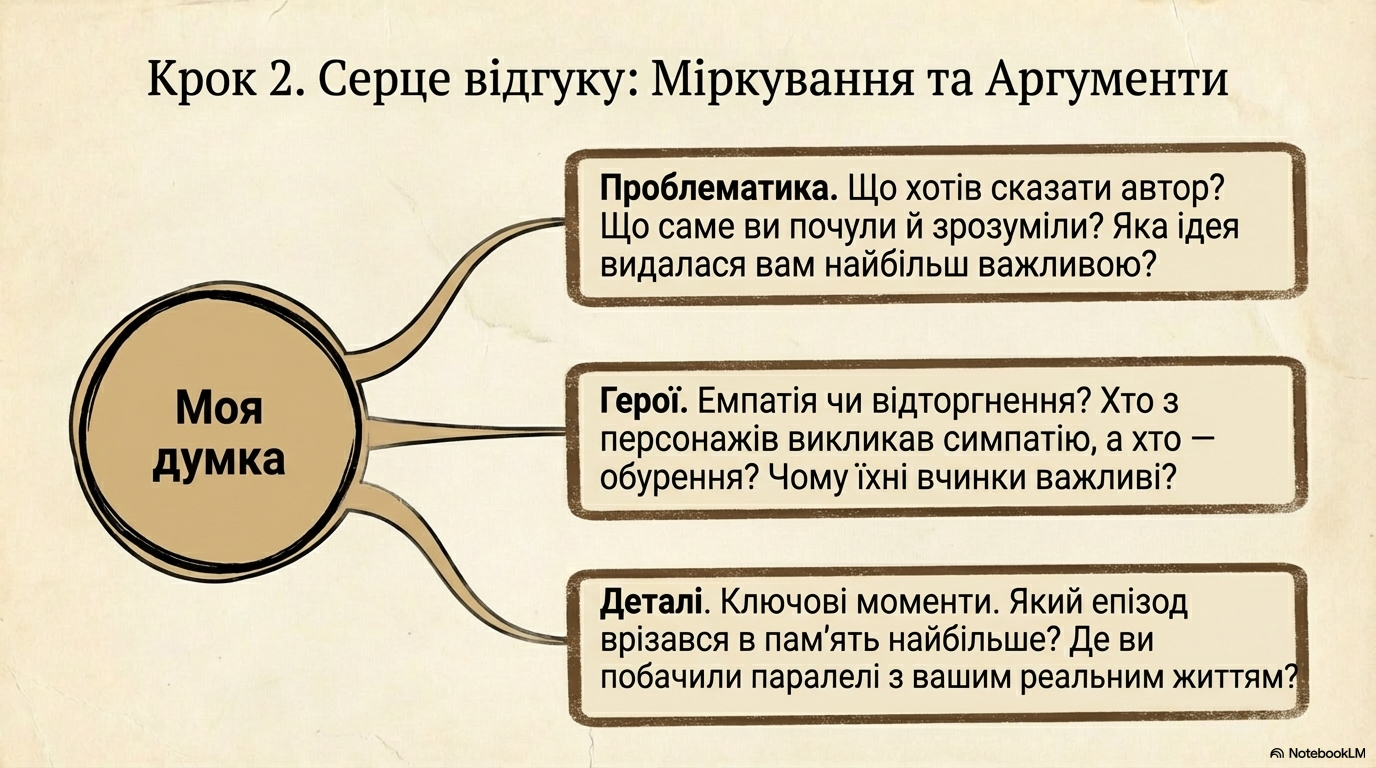 Крок 2. Серце відгуку: Міркування та Аргументи
Моя
думка
Проблематика. Що хотів сказати автор?
Що саме ви почули й зрозуміли? Яка ідея
видалася вам найбільш важливою?
Герої. Емпатія чи відторгнення? Хто з
персонажів викликав симпатію, а хто —
обурення? Чому їхні вчинки важливі?
Деталі. Ключові моменти. Який епізод
врізався в пам’ять найбільше? Де ви
побачили паралелі з вашим реальним життям?
NotebookLM